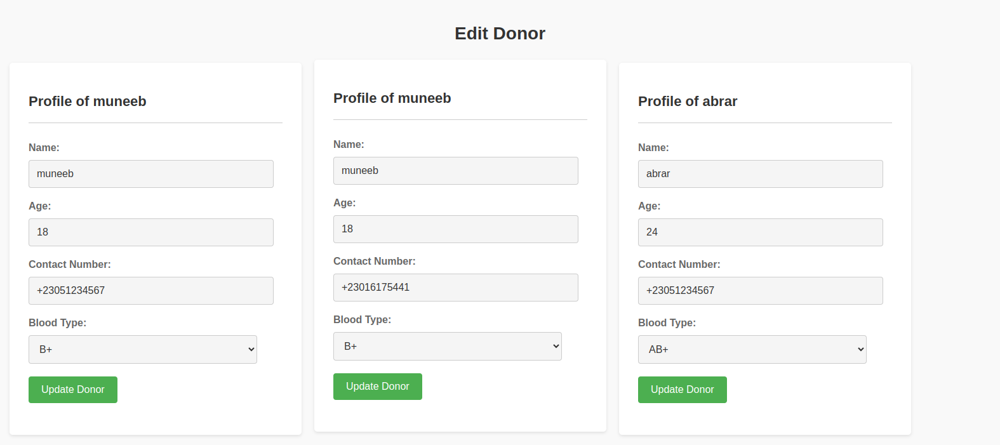 Edit Donor
Profile of muneeb
Name:
muneeb
Age:
18
Contact Number:
+23051234567
Blood Type:
B+
Update Donor
Profile of muneeb
Name:
muneeb
Age:
18
Contact Number:
+23016175441
Blood Type:
B+
Update Donor
Profile of abrar
Name:
abrar
Age:
24
Contact Number:
+23051234567
Blood Type:
AB+
Update Donor